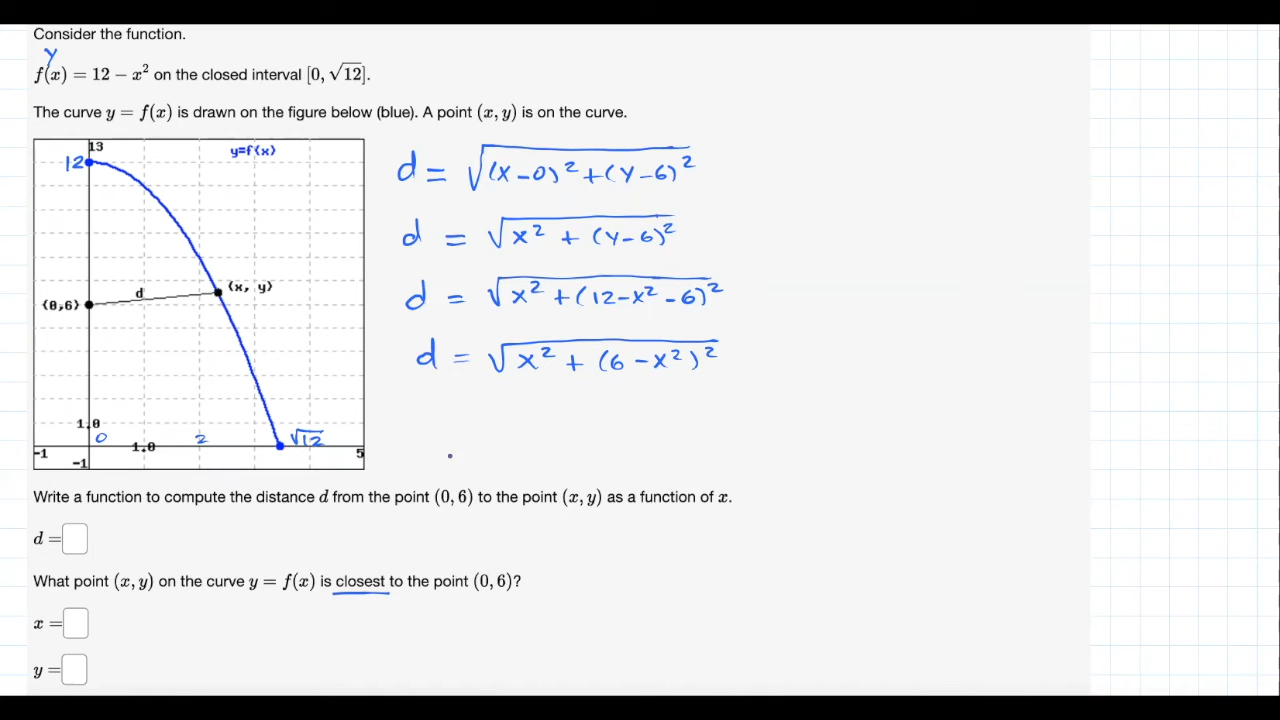 Consider the function.
y
f(x) = 12 − x² on the closed interval [0, √12].
The curve y = f(x) is drawn on the figure below (blue). A point (x, y) is on the curve.
13
12
y=f(x)
(x, y)
d
(0,6)
1.0
0
1.0
2
√12
-1
5
-1
d = √(x-0)² + (y-6)²
d = √x² + (y-6)²
d = √x² + (12-x²-6)²
d = √x² + (6-x²)²
Write a function to compute the distance d from the point (0, 6) to the point (x, y) as a function of x.
d =
What point (x, y) on the curve y = f(x) is closest to the point (0, 6)?
x =
y =